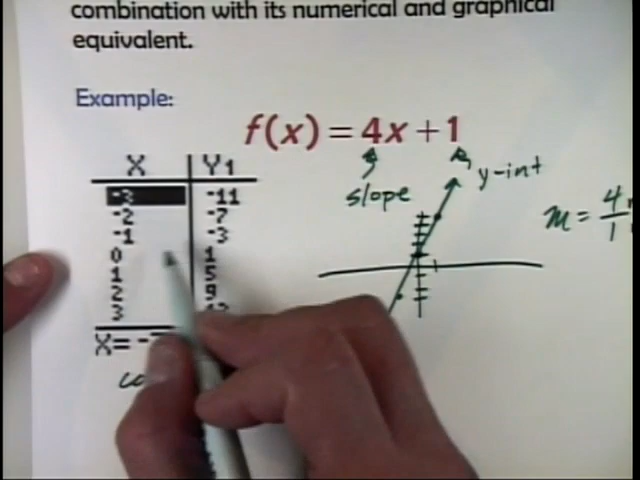 combination with its numerical and graphical
equivalent.
Example:
f(x) = 4x + 1
slope
y-int
m = 4
1
X Y1
-3 -11
-2 -7
-1 -3
0 1
1 5
2 9
3
X= -